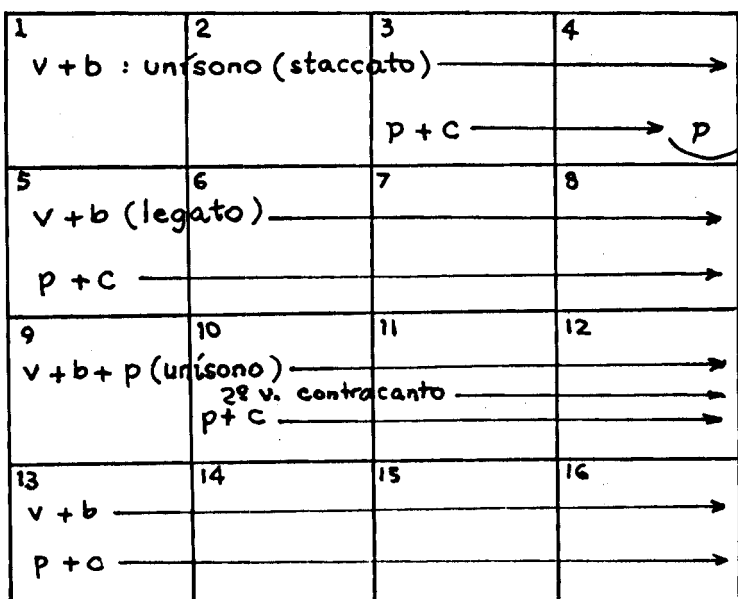 1 2 3 4
v + b : unísono (staccato)
p + c p
5 6 7 8
v + b (legato)
p + c
9 10 11 12
v + b + p (unísono)
2º v. contracanto
p + c
13 14 15 16
v + b
p + c